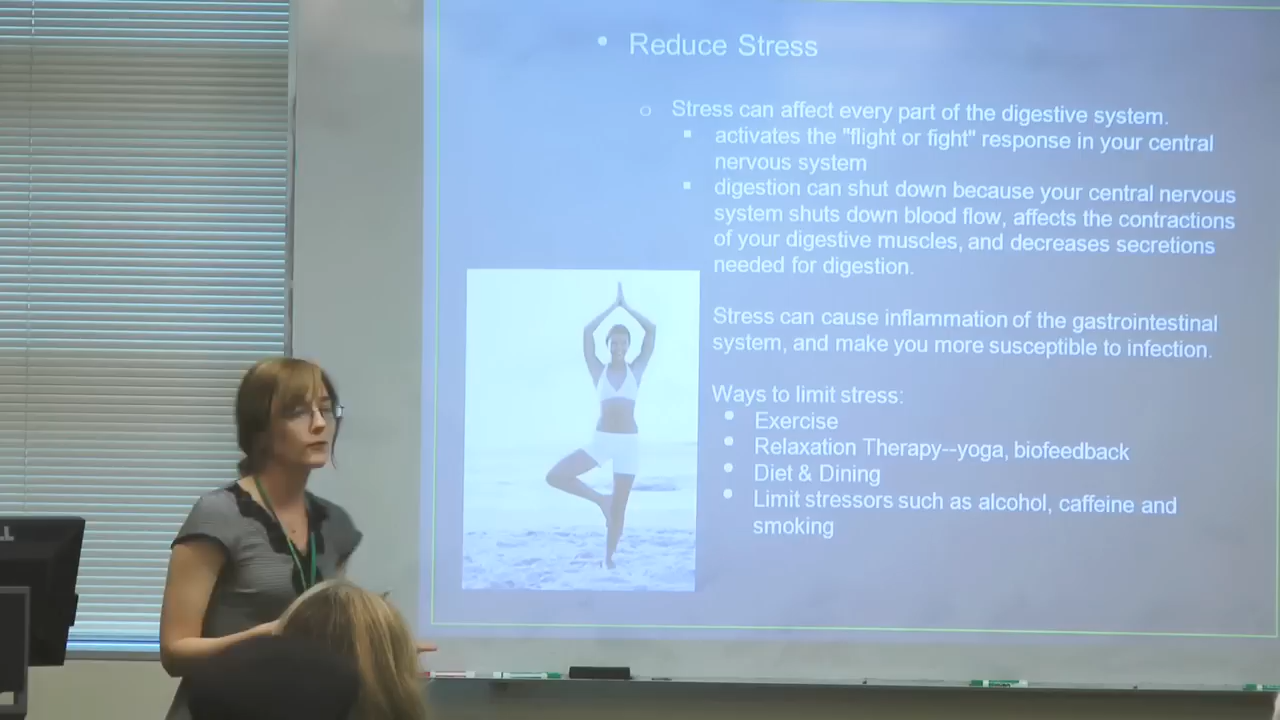 • Reduce Stress
o Stress can affect every part of the digestive system.
▪ activates the "flight or fight" response in your central
nervous system
▪ digestion can shut down because your central nervous
system shuts down blood flow, affects the contractions
of your digestive muscles, and decreases secretions
needed for digestion.
Stress can cause inflammation of the gastrointestinal
system, and make you more susceptible to infection.
Ways to limit stress:
• Exercise
• Relaxation Therapy--yoga, biofeedback
• Diet & Dining
• Limit stressors such as alcohol, caffeine and
smoking